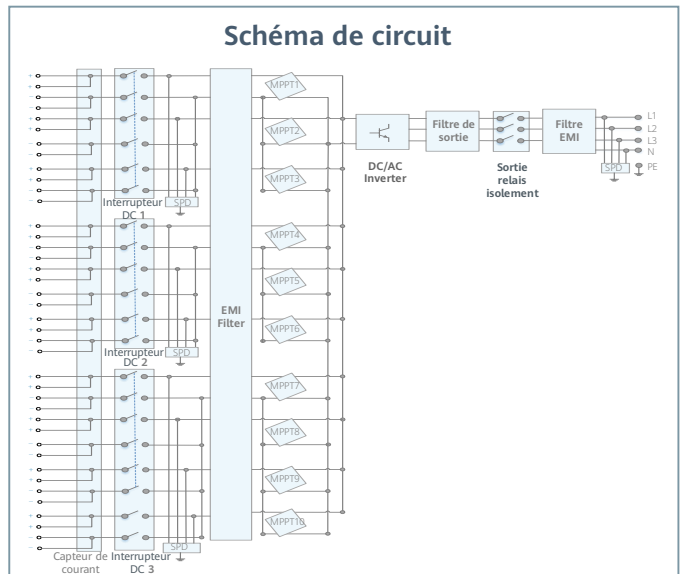 Schéma de circuit
MPPT1
MPPT2
MPPT3
MPPT4
MPPT5
MPPT6
MPPT7
MPPT8
MPPT9
MPPT10
Interrupteur
DC 1
SPD
Interrupteur
DC 2
SPD
Capteur de
courant
Interrupteur
DC 3
SPD
EMI
Filter
DC/AC
Inverter
Filtre de
sortie
Sortie
relais
isolement
Filtre
EMI
L1
L2
L3
N
PE
SPD